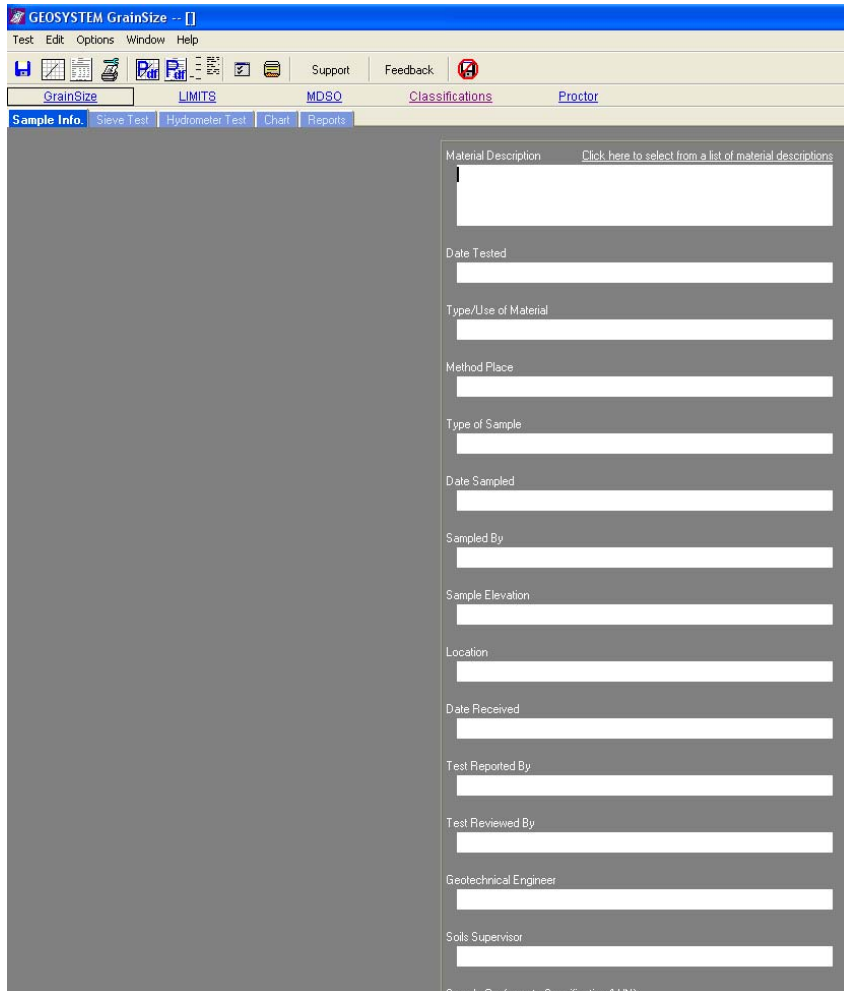 GEOSYSTEM GrainSize -- []
Test Edit Options Window Help
Pdf Pdf Support Feedback
GrainSize LIMITS MDSO Classifications Proctor
Sample Info. Sieve Test Hydrometer Test Chart Reports
Material Description Click here to select from a list of material descriptions
Date Tested
Type/Use of Material
Method Place
Type of Sample
Date Sampled
Sampled By
Sample Elevation
Location
Date Received
Test Reported By
Test Reviewed By
Geotechnical Engineer
Soils Supervisor